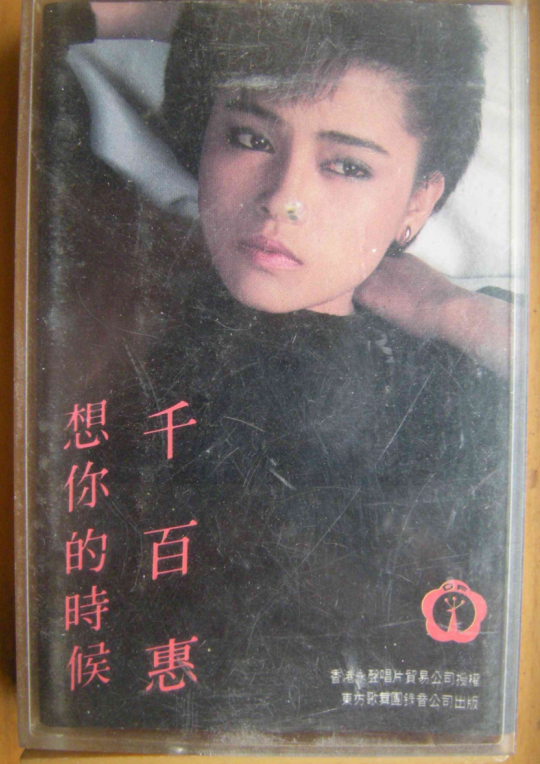 千百惠
想你的時候
香港永聲唱片貿易公司授權
東方歌舞團錄音公司出版